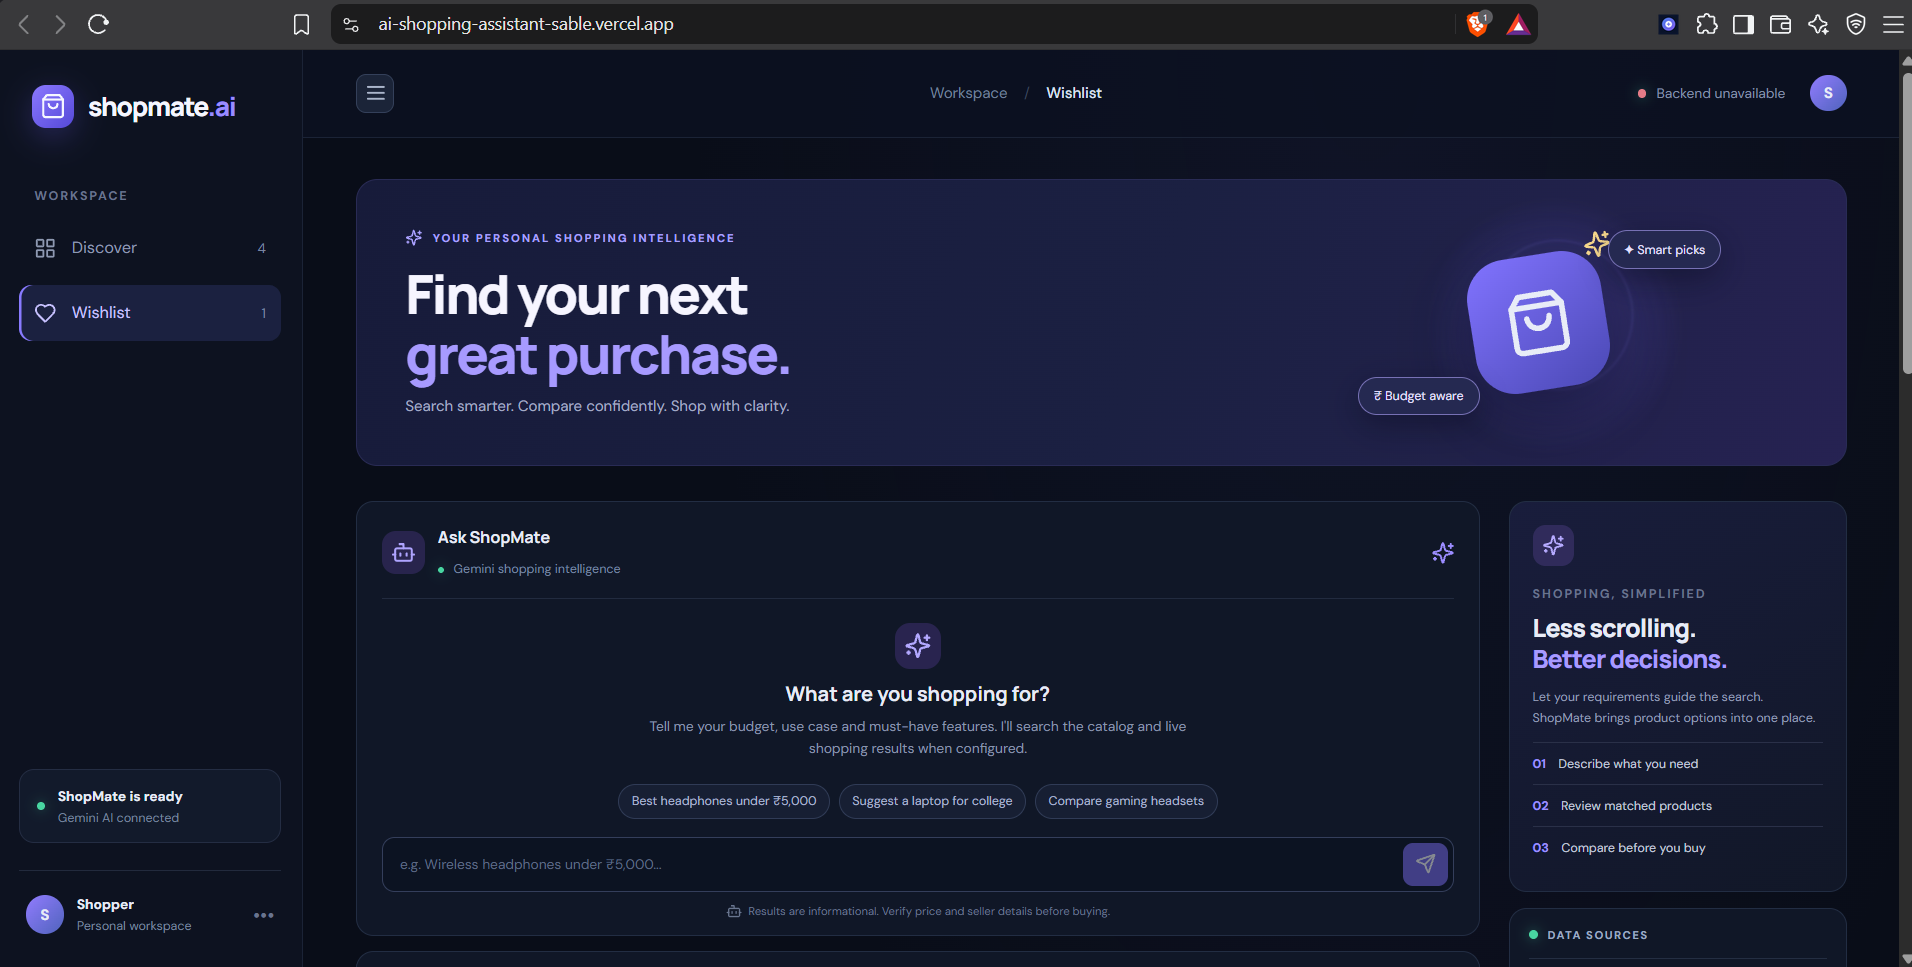 ai-shopping-assistant-sable.vercel.app
1
shopmate.ai
WORKSPACE
Discover 4
Wishlist 1
ShopMate is ready
Gemini AI connected
S
Shopper
Personal workspace
Workspace / Wishlist
Backend unavailable
S
YOUR PERSONAL SHOPPING INTELLIGENCE
Find your next
great purchase.
Search smarter. Compare confidently. Shop with clarity.
✦ Smart picks
₹ Budget aware
Ask ShopMate
Gemini shopping intelligence
What are you shopping for?
Tell me your budget, use case and must-have features. I'll search the catalog and live
shopping results when configured.
Best headphones under ₹5,000
Suggest a laptop for college
Compare gaming headsets
e.g. Wireless headphones under ₹5,000...
Results are informational. Verify price and seller details before buying.
SHOPPING, SIMPLIFIED
Less scrolling.
Better decisions.
Let your requirements guide the search.
ShopMate brings product options into one place.
01 Describe what you need
02 Review matched products
03 Compare before you buy
DATA SOURCES